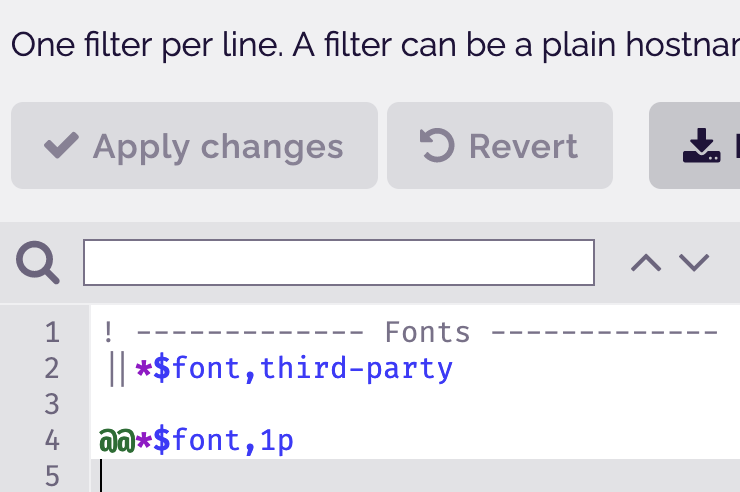 One filter per line. A filter can be a plain hostnam
Apply changes
Revert
1 ! ------------- Fonts -------------
2 ||*$font,third-party
3
4 @@*$font,1p
5